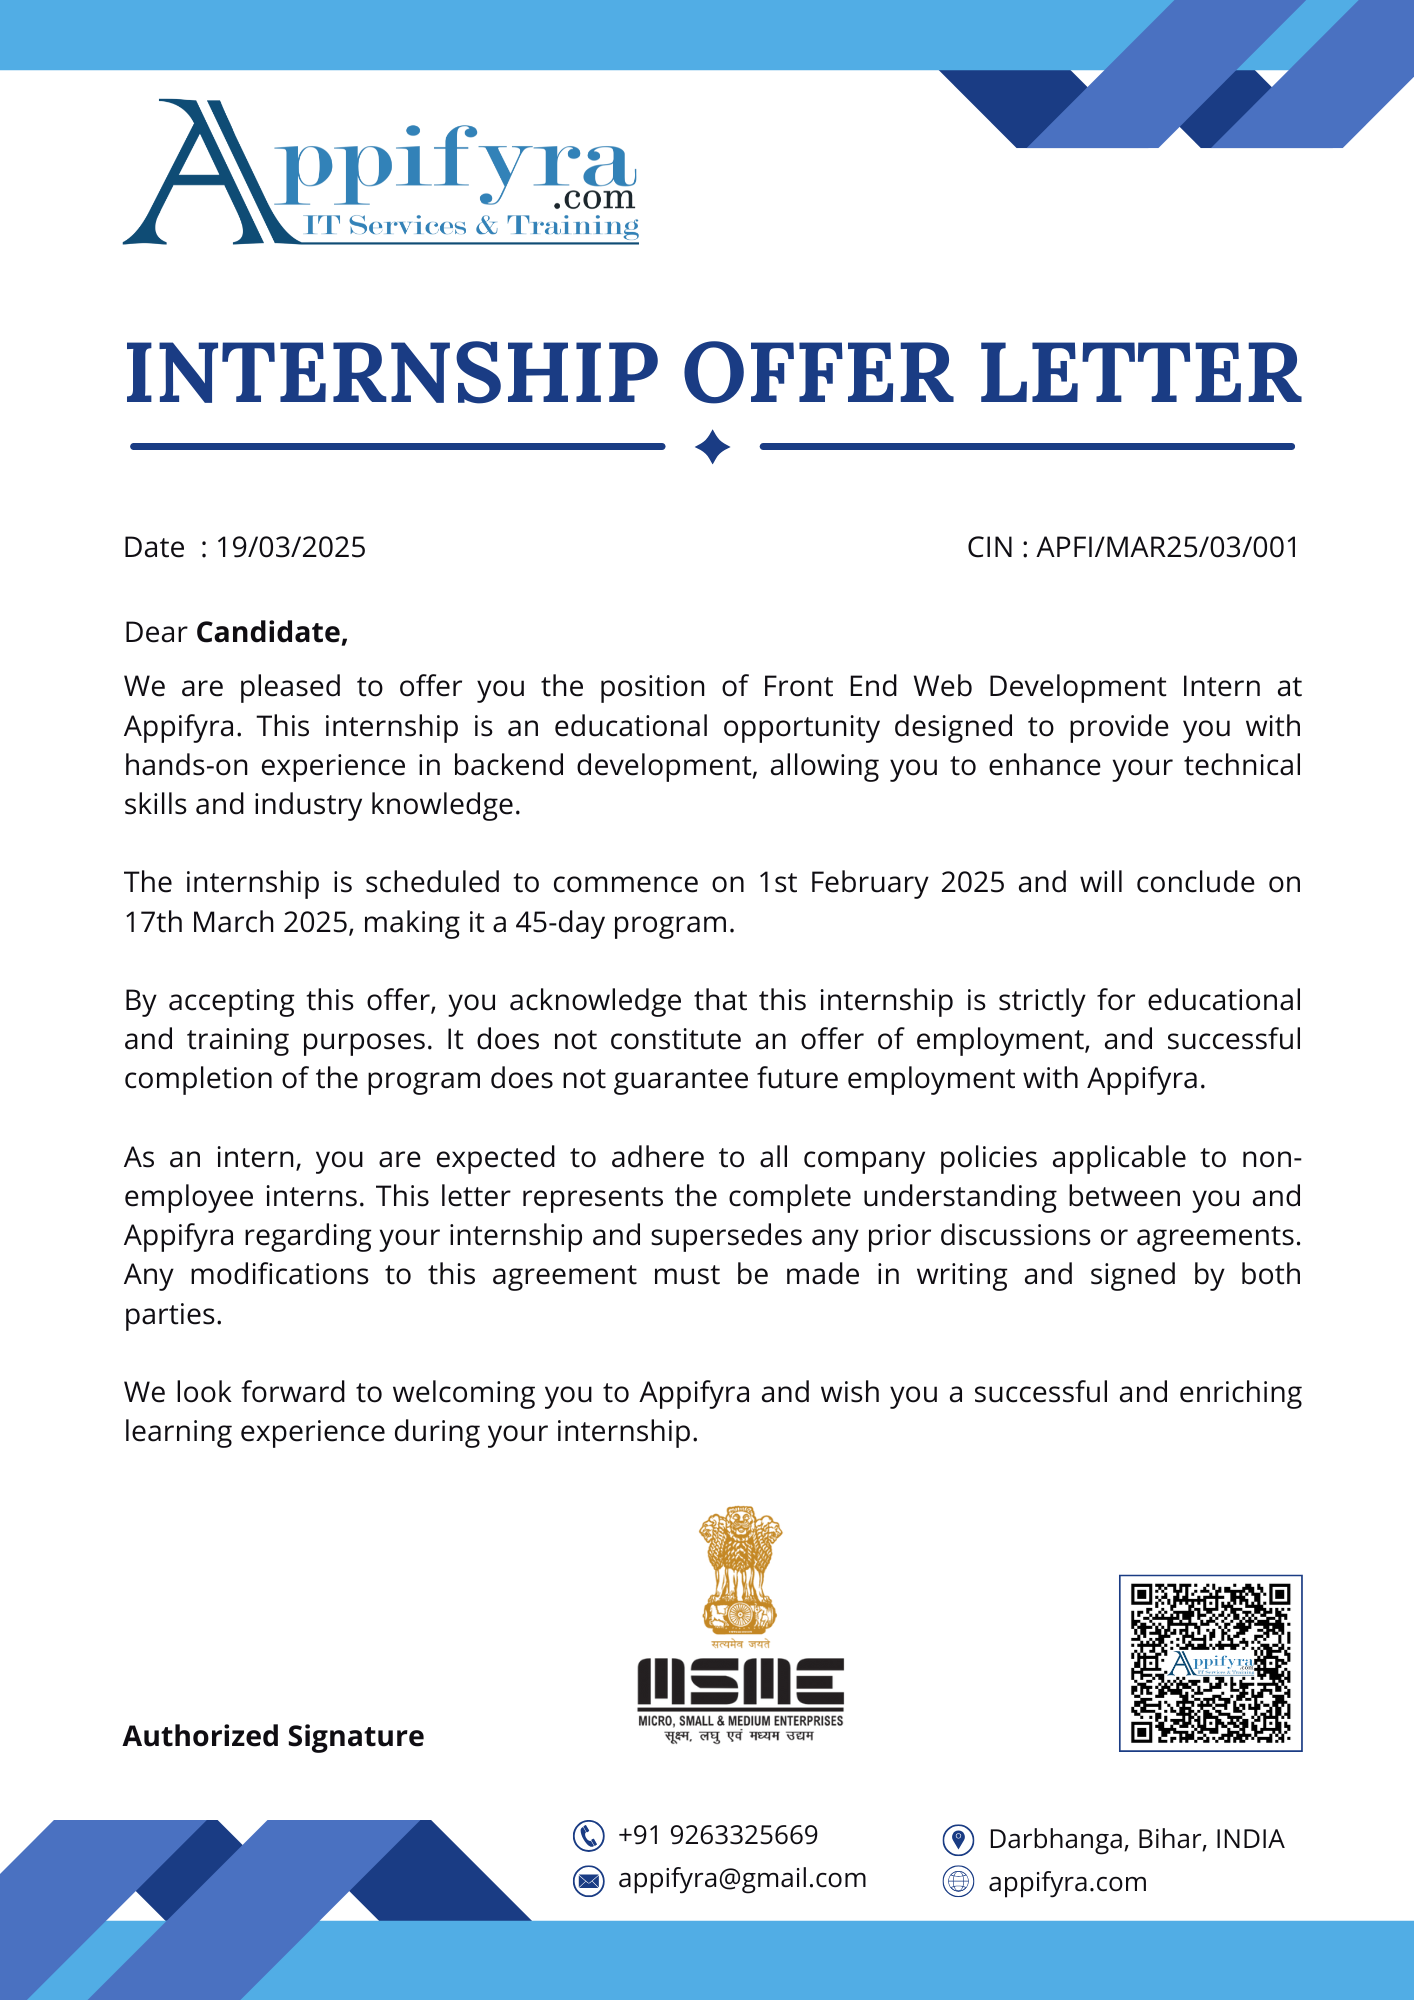 Appifyra
.com
IT Services & Training
INTERNSHIP OFFER LETTER
Date : 19/03/2025
CIN : APFI/MAR25/03/001
Dear Candidate,
We are pleased to offer you the position of Front End Web Development Intern at
Appifyra. This internship is an educational opportunity designed to provide you with
hands-on experience in backend development, allowing you to enhance your technical
skills and industry knowledge.
The internship is scheduled to commence on 1st February 2025 and will conclude on
17th March 2025, making it a 45-day program.
By accepting this offer, you acknowledge that this internship is strictly for educational
and training purposes. It does not constitute an offer of employment, and successful
completion of the program does not guarantee future employment with Appifyra.
As an intern, you are expected to adhere to all company policies applicable to non-
employee interns. This letter represents the complete understanding between you and
Appifyra regarding your internship and supersedes any prior discussions or agreements.
Any modifications to this agreement must be made in writing and signed by both
parties.
We look forward to welcoming you to Appifyra and wish you a successful and enriching
learning experience during your internship.
सत्यमेव जयते
MSME
MICRO, SMALL & MEDIUM ENTERPRISES
सूक्ष्म, लघु एवं मध्यम उद्यम
Appifyra
.com
IT Services & Training
Authorized Signature
+91 9263325669
appifyra@gmail.com
Darbhanga, Bihar, INDIA
appifyra.com